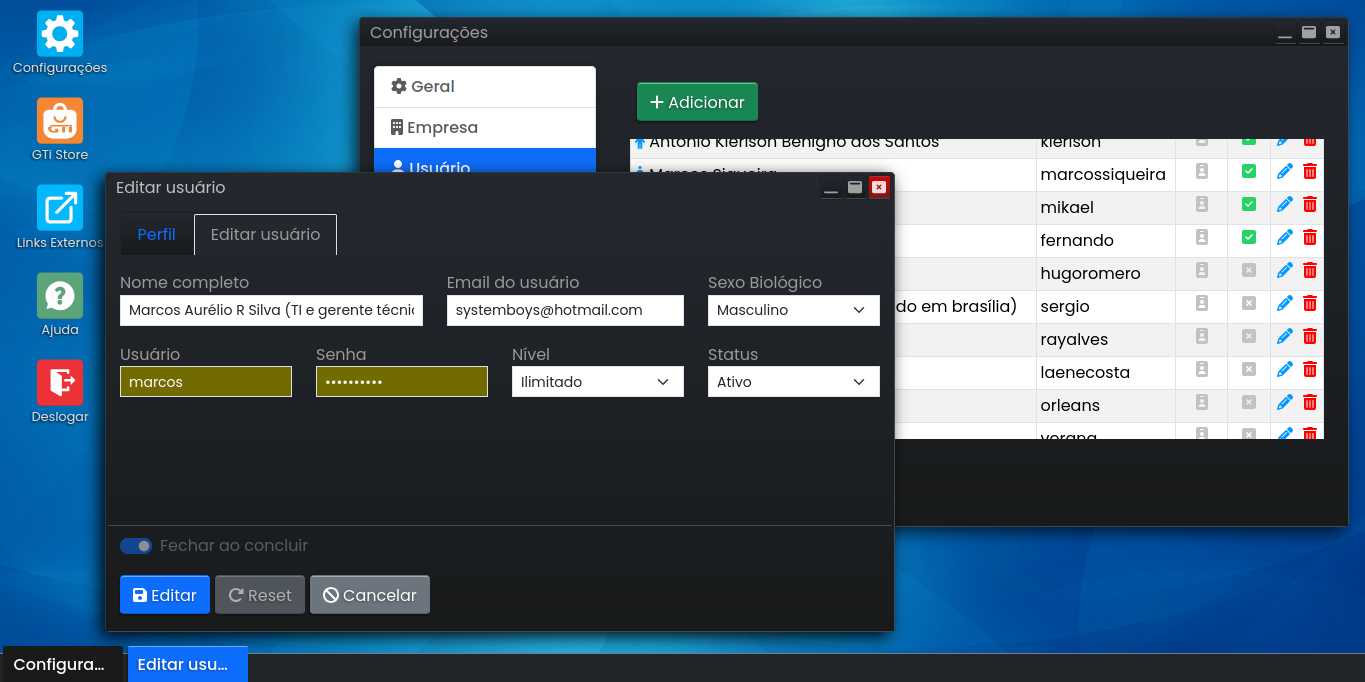 Configurações
GTi
GTi Store
Links Externos
Ajuda
Deslogar
Configurações
Geral
Empresa
Usuário
Adicionar
Antonio Klerison Benigno dos Santos klerison
Marcos Siqueira marcossiqueira
mikael
fernando
hugoromero
do em brasília) sergio
rayalves
laenecosta
orleans
yorana
Editar usuário
Perfil Editar usuário
Nome completo Email do usuário Sexo Biológico
Marcos Aurélio R Silva (TI e gerente técnic systemboys@hotmail.com Masculino
Usuário Senha Nível Status
marcos •••••••••• Ilimitado Ativo
Fechar ao concluir
Editar Reset Cancelar
Configura... Editar usu...